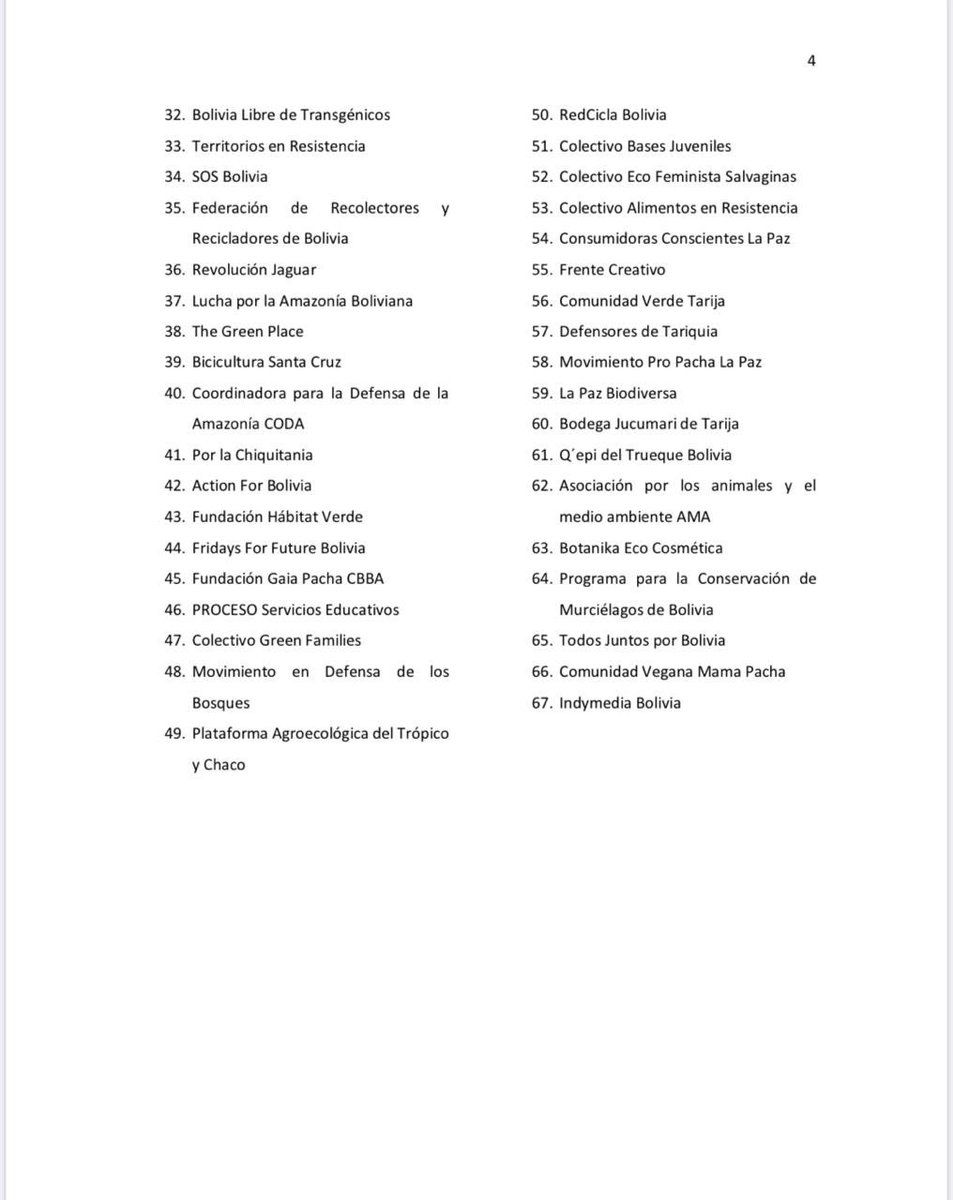 4
32. Bolivia Libre de Transgénicos
33. Territorios en Resistencia
34. SOS Bolivia
35. Federación de Recolectores y
Recicladores de Bolivia
36. Revolución Jaguar
37. Lucha por la Amazonía Boliviana
38. The Green Place
39. Bicicultura Santa Cruz
40. Coordinadora para la Defensa de la
Amazonía CODA
41. Por la Chiquitania
42. Action For Bolivia
43. Fundación Hábitat Verde
44. Fridays For Future Bolivia
45. Fundación Gaia Pacha CBBA
46. PROCESO Servicios Educativos
47. Colectivo Green Families
48. Movimiento en Defensa de los
Bosques
49. Plataforma Agroecológica del Trópico
y Chaco
50. RedCicla Bolivia
51. Colectivo Bases Juveniles
52. Colectivo Eco Feminista Salvaginas
53. Colectivo Alimentos en Resistencia
54. Consumidoras Conscientes La Paz
55. Frente Creativo
56. Comunidad Verde Tarija
57. Defensores de Tariquia
58. Movimiento Pro Pacha La Paz
59. La Paz Biodiversa
60. Bodega Jucumari de Tarija
61. Q´epi del Trueque Bolivia
62. Asociación por los animales y el
medio ambiente AMA
63. Botanika Eco Cosmética
64. Programa para la Conservación de
Murciélagos de Bolivia
65. Todos Juntos por Bolivia
66. Comunidad Vegana Mama Pacha
67. Indymedia Bolivia